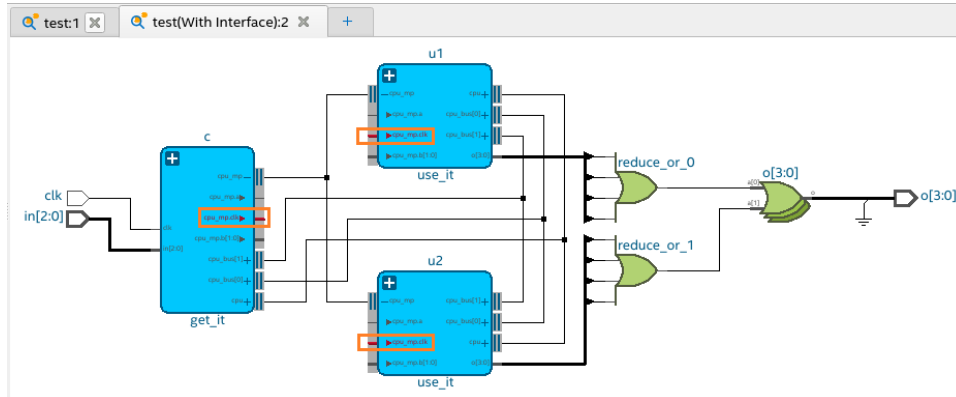 test:1
test(With Interface):2
+
c
cpu_mp
cpu_mp.a
cpu_mp.clk
cpu_mp.b[1:0]
clk
in[2:0]
cpu_bus[1]
cpu_bus[0]
cpu
get_it
clk
in[2:0]
u1
cpu_mp
cpu_mp.a
cpu_mp.clk
cpu_mp.b[1:0]
cpu
cpu_bus[0]
cpu_bus[1]
o[3:0]
use_it
u2
cpu_mp
cpu_mp.a
cpu_mp.clk
cpu_mp.b[1:0]
cpu_bus[1]
cpu_bus[0]
cpu
o[3:0]
use_it
reduce_or_0
reduce_or_1
o[3:0]
a[0]
a[1]
o
o[3:0]